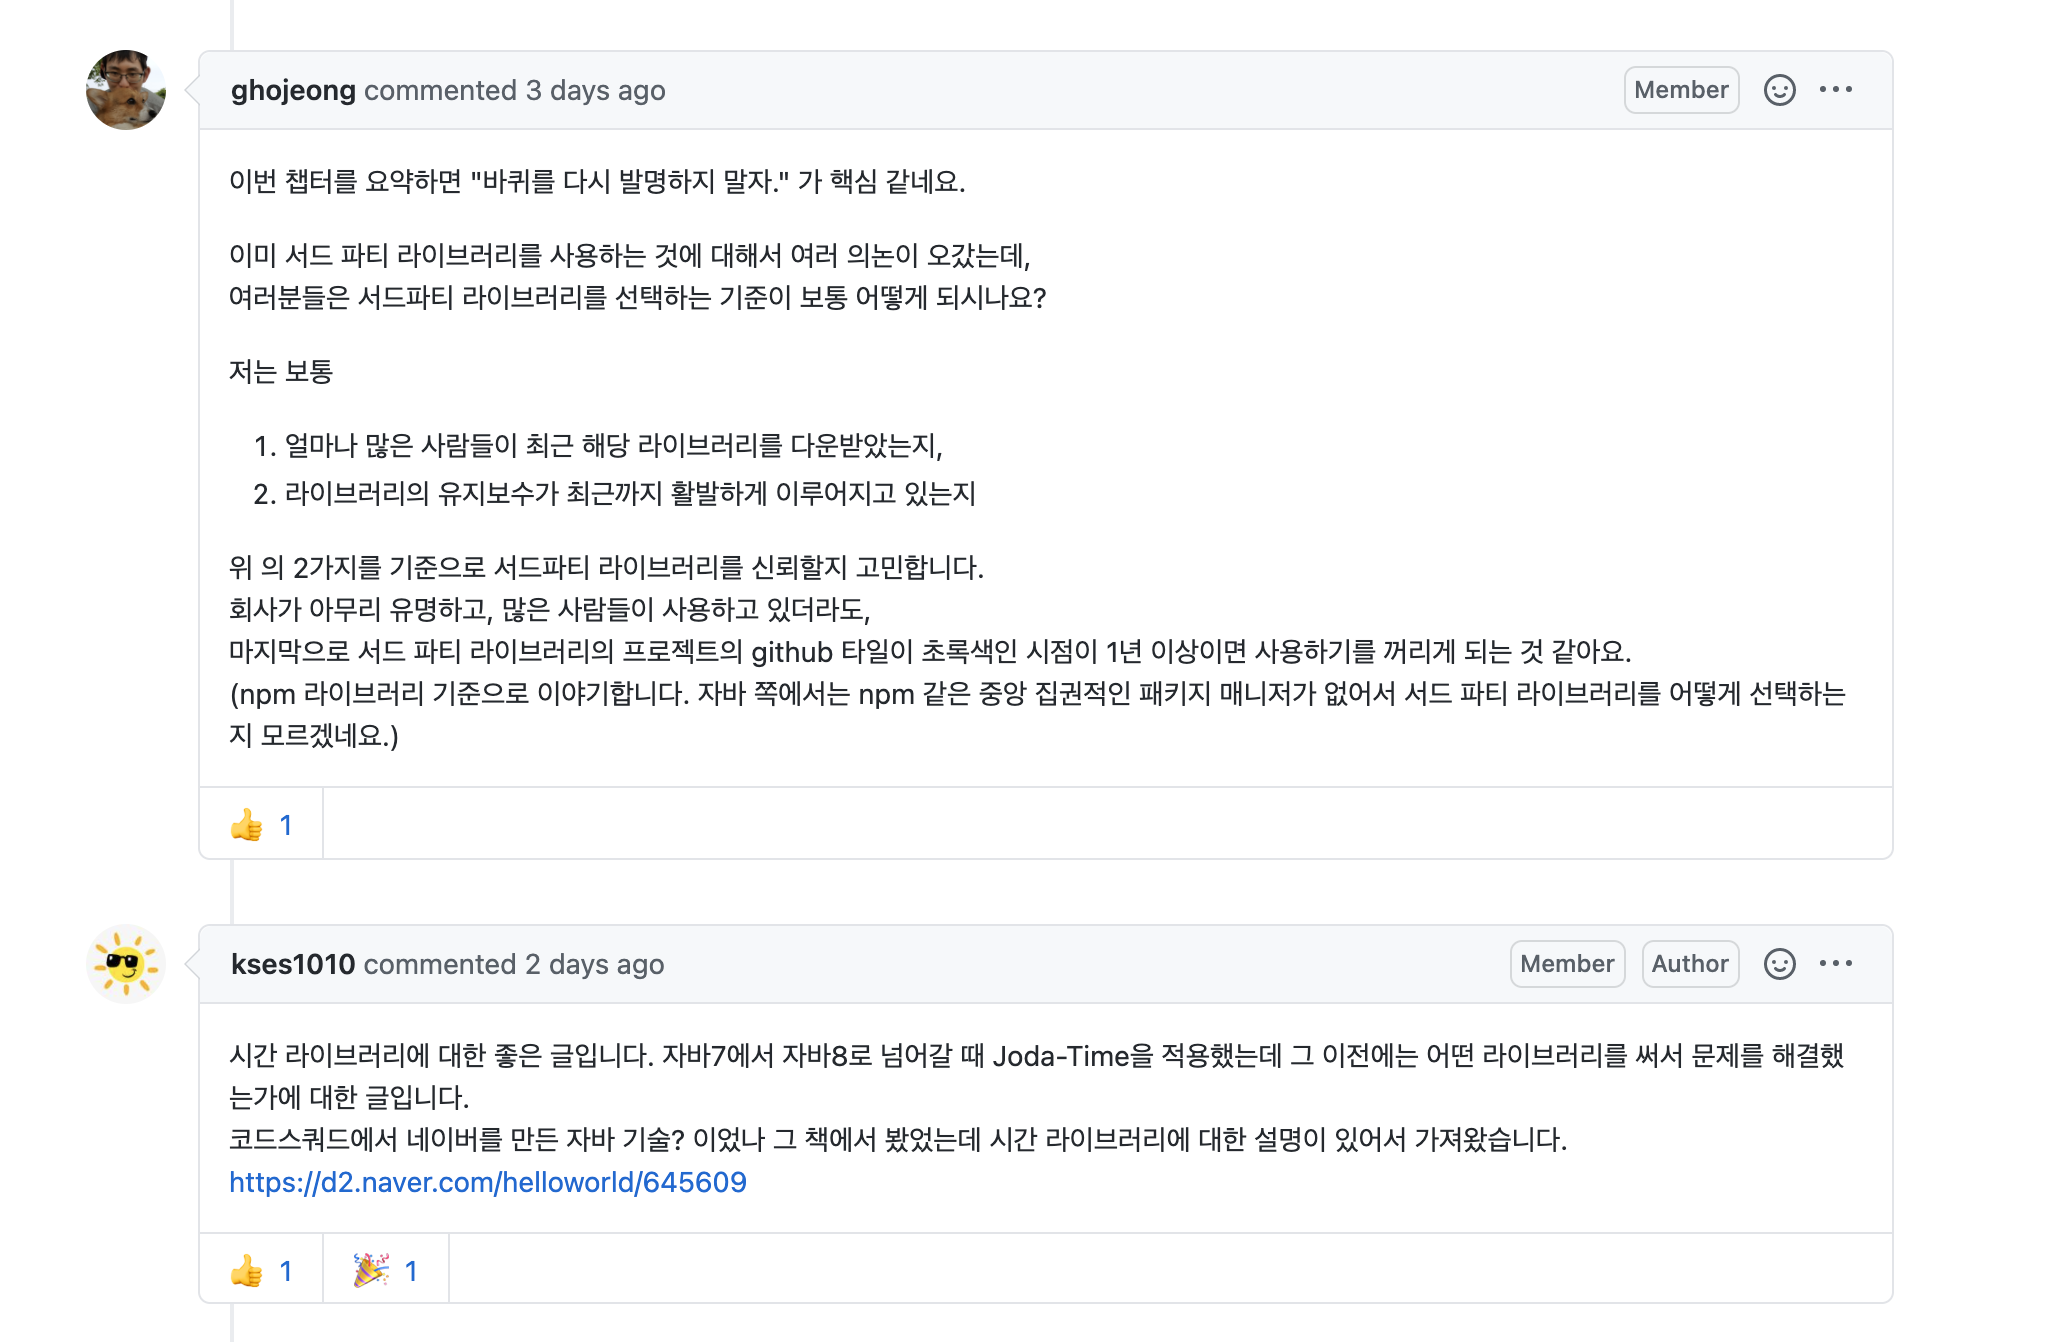 ghojeong commented 3 days ago
Member
이번 챕터를 요약하면 "바퀴를 다시 발명하지 말자." 가 핵심 같네요.
이미 서드 파티 라이브러리를 사용하는 것에 대해서 여러 의논이 오갔는데,
여러분들은 서드파티 라이브러리를 선택하는 기준이 보통 어떻게 되시나요?
저는 보통
1. 얼마나 많은 사람들이 최근 해당 라이브러리를 다운받았는지,
2. 라이브러리의 유지보수가 최근까지 활발하게 이루어지고 있는지
위 의 2가지를 기준으로 서드파티 라이브러리를 신뢰할지 고민합니다.
회사가 아무리 유명하고, 많은 사람들이 사용하고 있더라도,
마지막으로 서드 파티 라이브러리의 프로젝트의 github 타일이 초록색인 시점이 1년 이상이면 사용하기를 꺼리게 되는 것 같아요.
(npm 라이브러리 기준으로 이야기합니다. 자바 쪽에서는 npm 같은 중앙 집권적인 패키지 매니저가 없어서 서드 파티 라이브러리를 어떻게 선택하는
지 모르겠네요.)
👍 1
kses1010 commented 2 days ago
Member Author
시간 라이브러리에 대한 좋은 글입니다. 자바7에서 자바8로 넘어갈 때 Joda-Time을 적용했는데 그 이전에는 어떤 라이브러리를 써서 문제를 해결했
는가에 대한 글입니다.
코드스쿼드에서 네이버를 만든 자바 기술? 이었나 그 책에서 봤었는데 시간 라이브러리에 대한 설명이 있어서 가져왔습니다.
https://d2.naver.com/helloworld/645609
👍 1 🎉 1